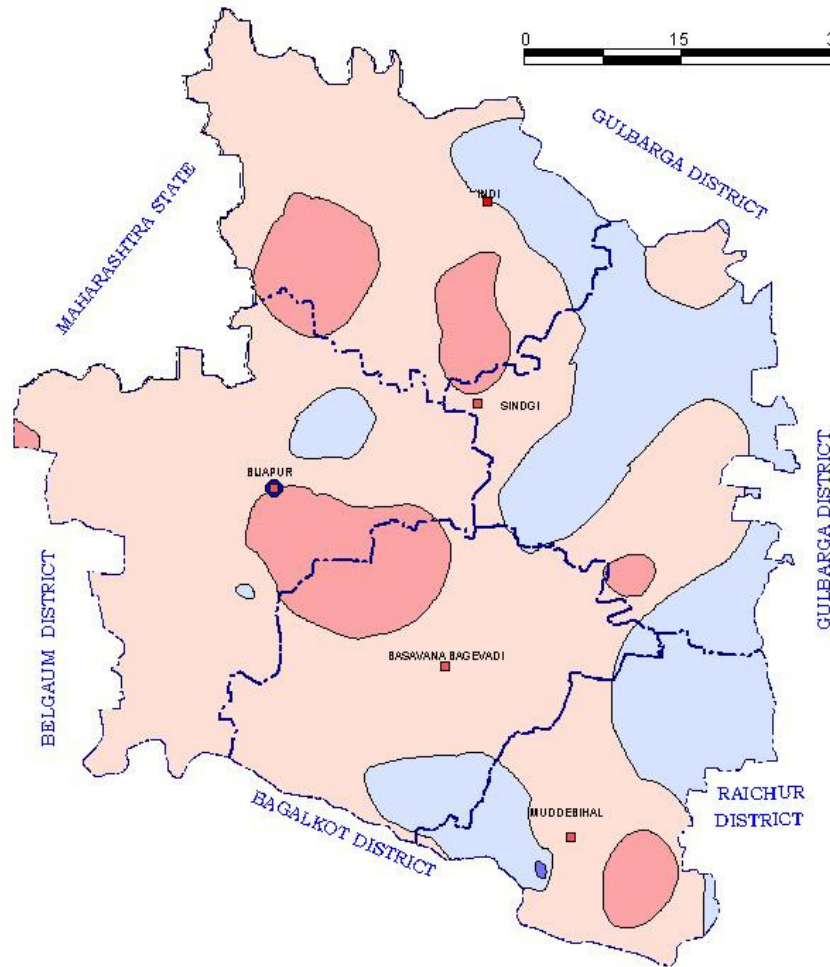 0 15 3
GULBARGA DISTRICT
MAHARASHTRA STATE
INDI
SINDGI
BIJAPUR
GULBARGA DISTRICT
BELGAUM DISTRICT
BASAVANA BAGEVADI
RAICHUR
DISTRICT
MUDDEBIHAL
BAGALKOT DISTRICT